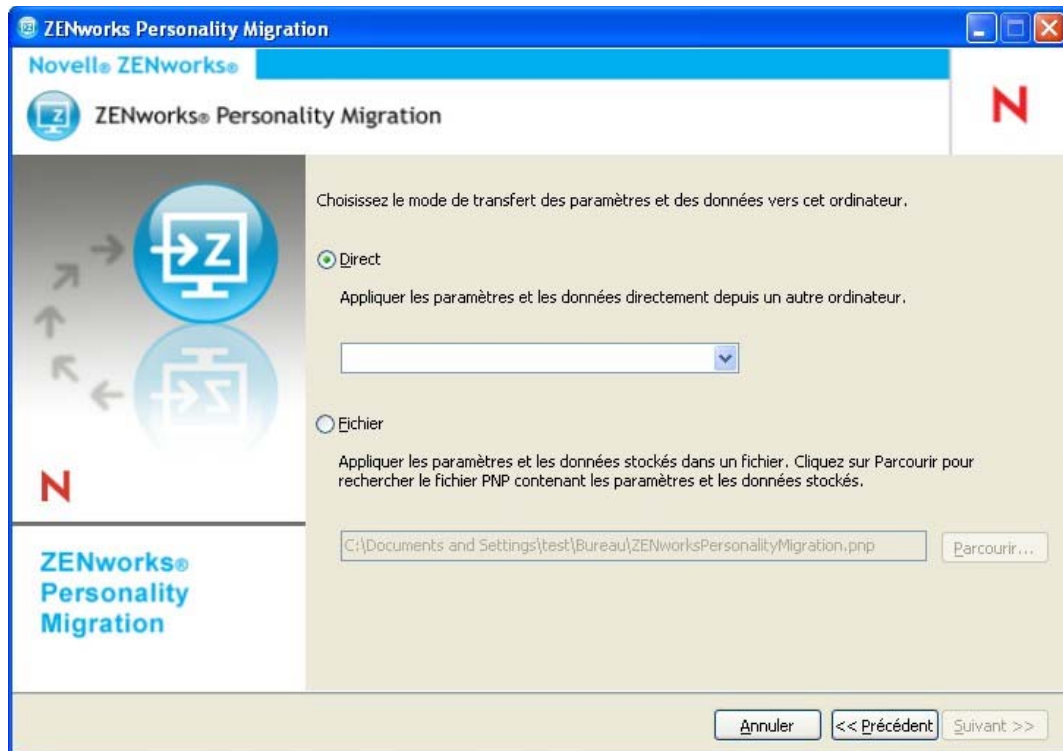 ZENworks Personality Migration
Novell® ZENworks®
ZENworks® Personality Migration
N
Choisissez le mode de transfert des paramètres et des données vers cet ordinateur.
Direct
Appliquer les paramètres et les données directement depuis un autre ordinateur.
Fichier
Appliquer les paramètres et les données stockés dans un fichier. Cliquez sur Parcourir pour
rechercher le fichier PNP contenant les paramètres et les données stockés.
C:\Documents and Settings\test\Bureau\ZENworksPersonalityMigration.pnp
Parcourir...
Z
N
ZENworks®
Personality
Migration
Annuler
<< Précédent
Suivant >>